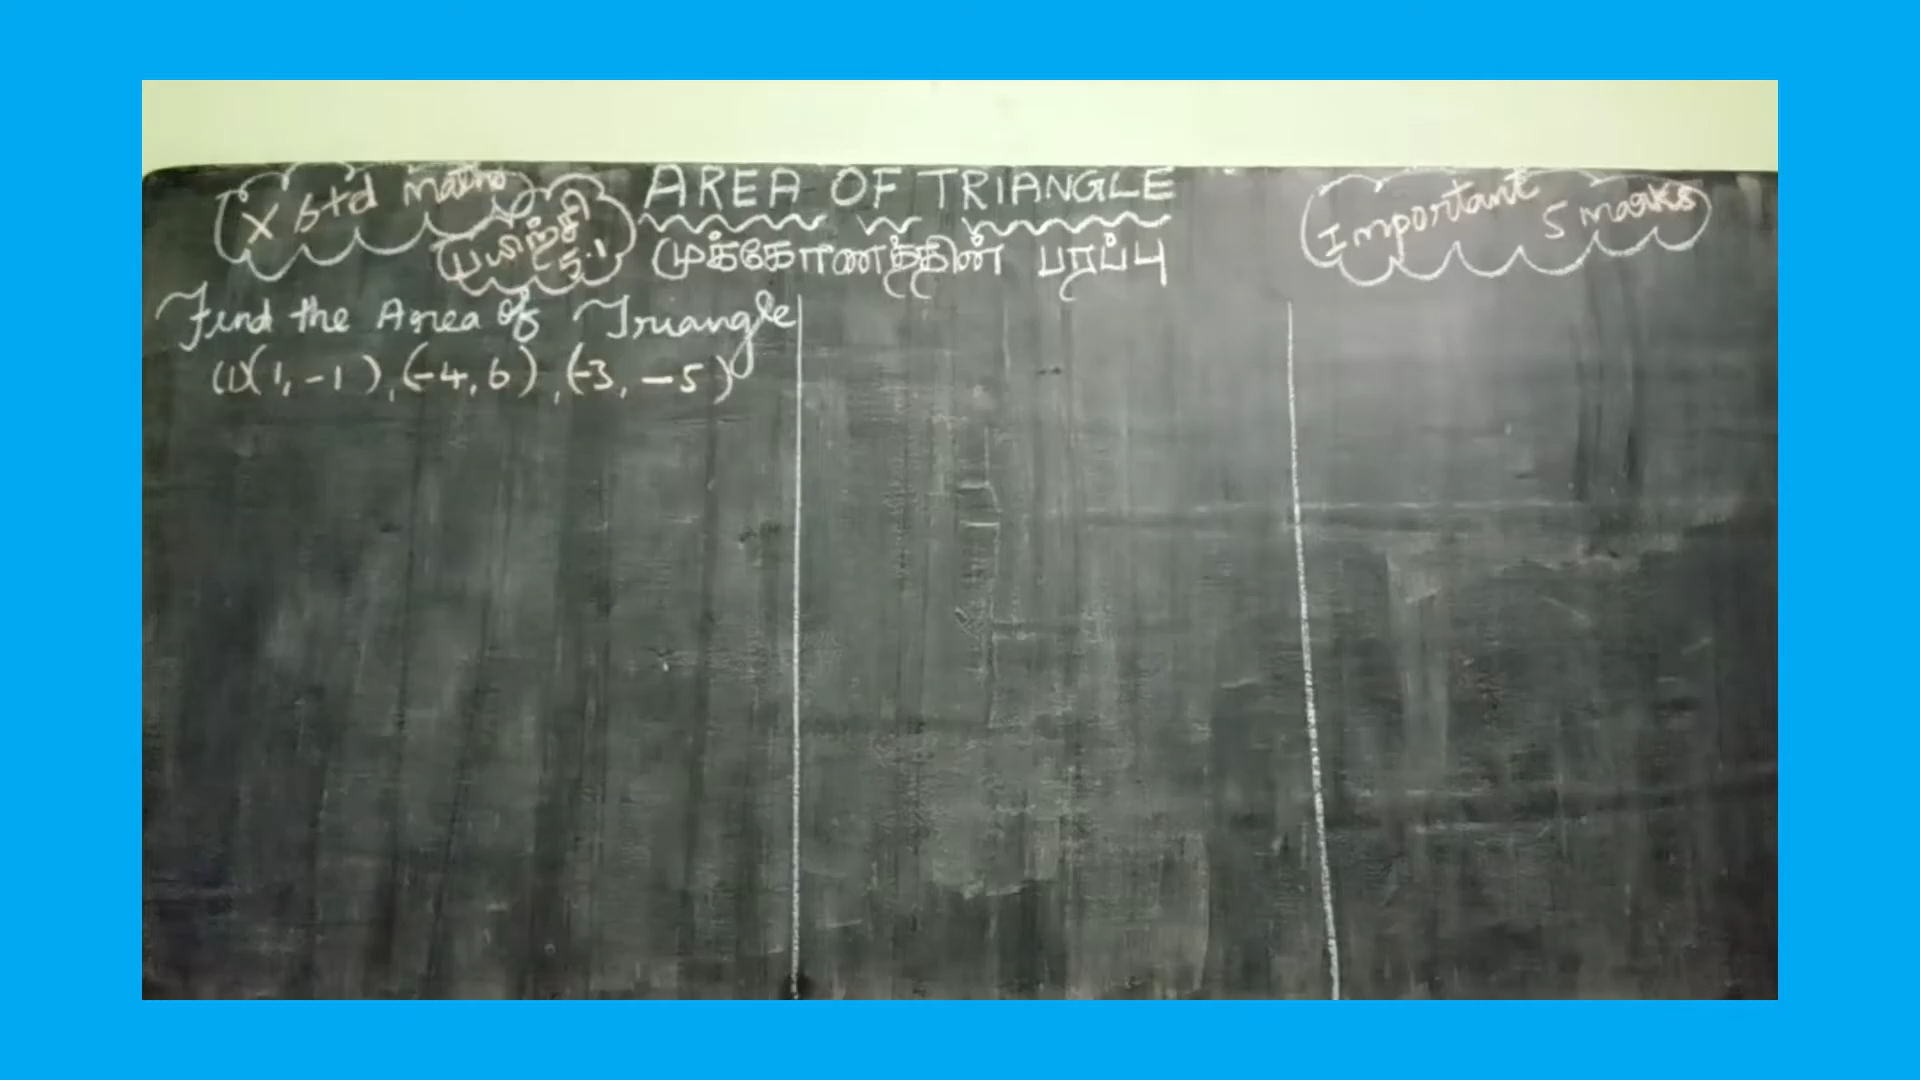 X Std maths
பயிற்சி
5.1
AREA OF TRIANGLE
முக்கோணத்தின் பரப்பு
Important
5 marks
Find the Area of Triangle
(1)(1, -1), (-4, 6), (-3, -5)